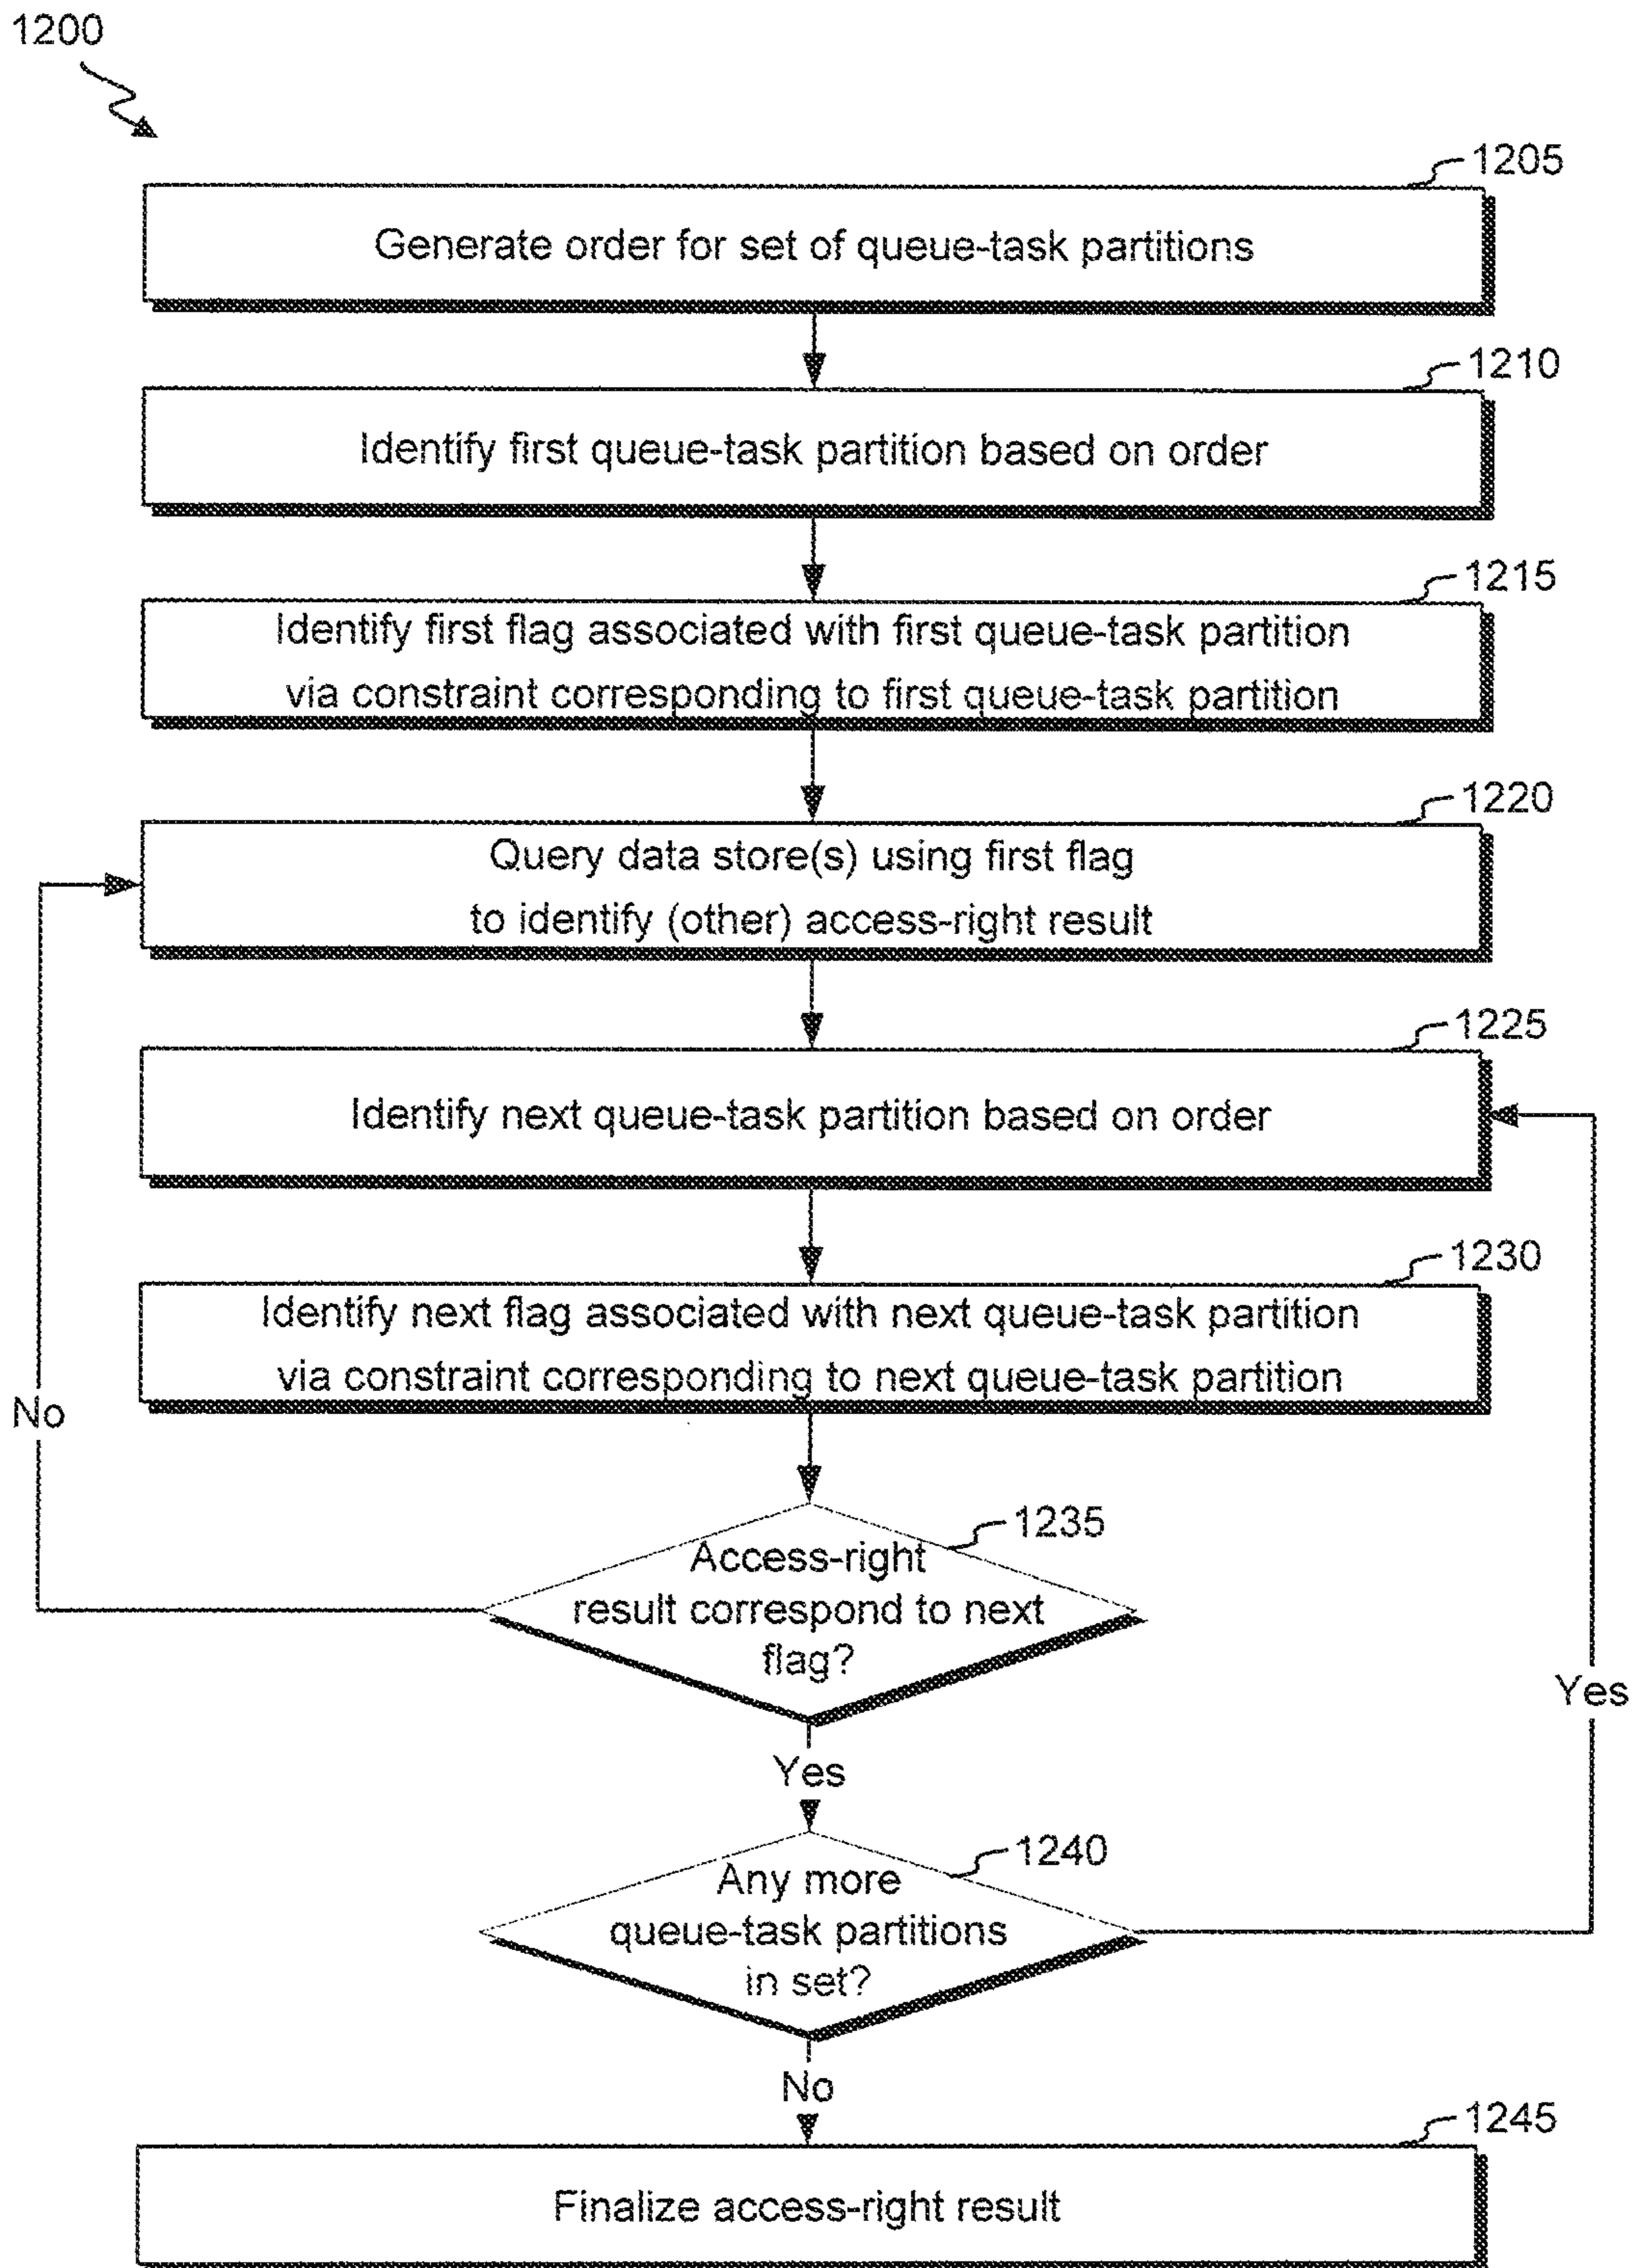 1200
1205
Generate order for set of queue-task partitions
1210
Identify first queue-task partition based on order
1215
Identify first flag associated with first queue-task partition
via constraint corresponding to first queue-task partition
1220
Query data store(s) using first flag
to identify (other) access-right result
1225
Identify next queue-task partition based on order
1230
Identify next flag associated with next queue-task partition
via constraint corresponding to next queue-task partition
No
1235
Access-right
result correspond to next
flag?
Yes
Yes
1240
Any more
queue-task partitions
in set?
No
1245
Finalize access-right result